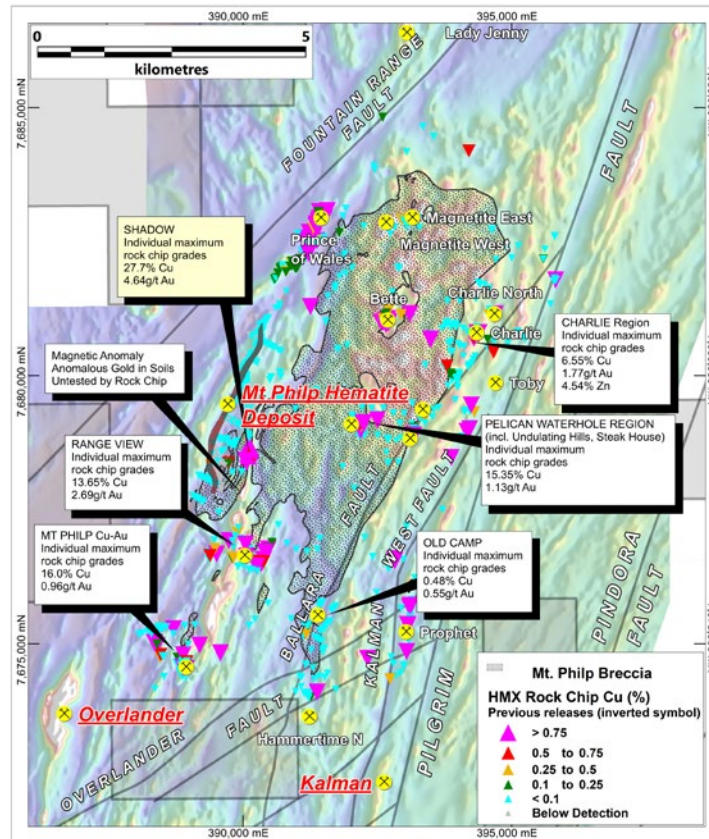 390,000 mE
395,000 mE
0
5
kilometres
Lady Jenny
FOUNTAIN RANGE
FAULT
FAULT
7,685,000 mN
SHADOW
Individual maximum
rock chip grades
27.7% Cu
4.64g/t Au
Prince
of Wales
Magnetite East
Magnetite West
Bette
Charlie North
Charlie
Toby
CHARLIE Region
Individual maximum
rock chip grades
6.55% Cu
1.77g/t Au
4.54% Zn
Magnetic Anomaly
Anomalous Gold in Soils
Untested by Rock Chip
7,680,000 mN
Mt Philp Hematite
Deposit
RANGE VIEW
Individual maximum
rock chip grades
13.65% Cu
2.69g/t Au
PELICAN WATERHOLE REGION
(incl. Undulating Hills, Steak House)
Individual maximum
rock chip grades
15.35% Cu
1.13g/t Au
MT PHILP Cu-Au
Individual maximum
rock chip grades
16.0% Cu
0.96g/t Au
OLD CAMP
Individual maximum
rock chip grades
0.48% Cu
0.55g/t Au
BALLARA FAULT
KALMAN WEST FAULT
PINDORA
FAULT
PILGRIM
Prophet
7,675,000 mN
Overlander
OVERLANDER FAULT
Hammertime N
Kalman
Mt. Philp Breccia
HMX Rock Chip Cu (%)
Previous releases (inverted symbol)
> 0.75
0.5 to 0.75
0.25 to 0.5
0.1 to 0.25
< 0.1
Below Detection
390,000 mE
395,000 mE